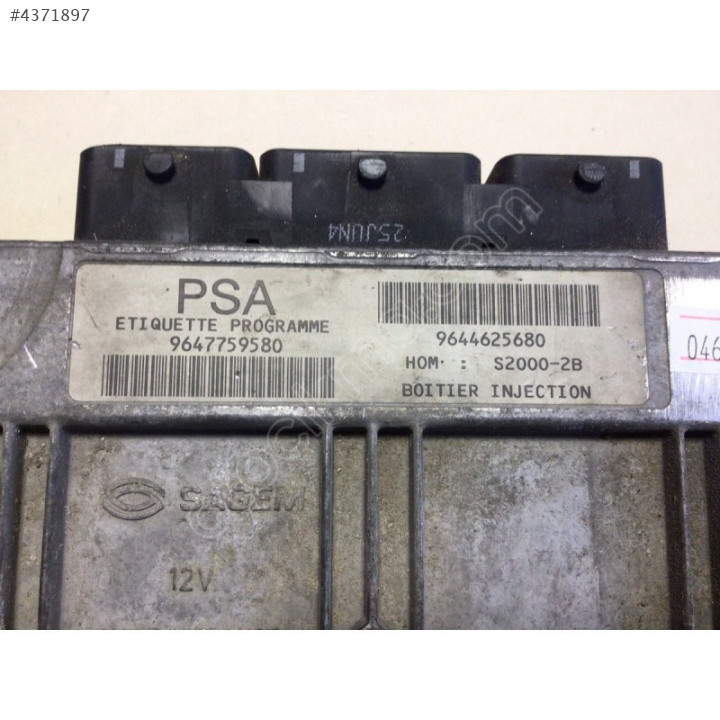 #4371897
25JUN4
PSA
ETIQUETTE PROGRAMME
9647759580
9644625680
HOM· : S2000-2B
BOITIER INJECTION
046
SAGEM
12V